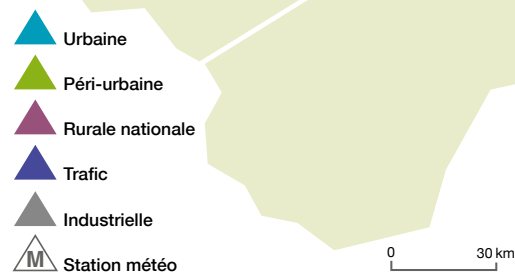 Urbaine
Péri-urbaine
Rurale nationale
Trafic
Industrielle
M Station météo
0 30 km